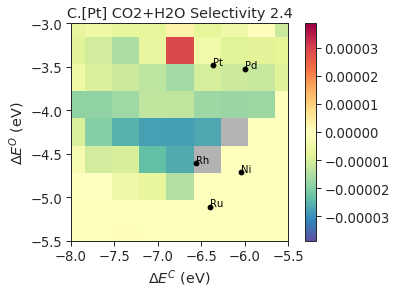 C.[Pt] CO2+H2O Selectivity 2.4
−3.0
−3.5
−4.0
−4.5
−5.0
−5.5
ΔE^O (eV)
Pt
Pd
Rh
Ni
Ru
−8.0 −7.5 −7.0 −6.5 −6.0 −5.5
ΔE^C (eV)
0.00003
0.00002
0.00001
0.00000
−0.00001
−0.00002
−0.00003